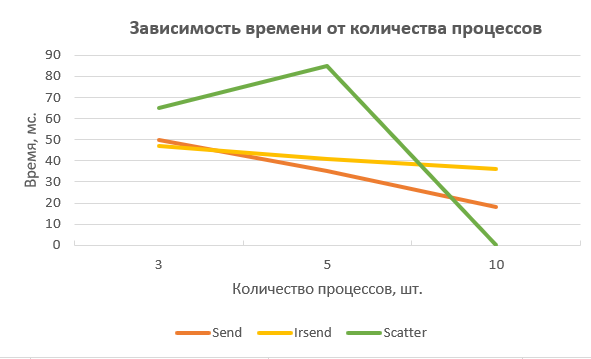 Зависимость времени от количества процессов
90
80
70
60
50
40
30
20
10
0
Время, мс.
3 5 10
Количество процессов, шт.
Send Irsend Scatter